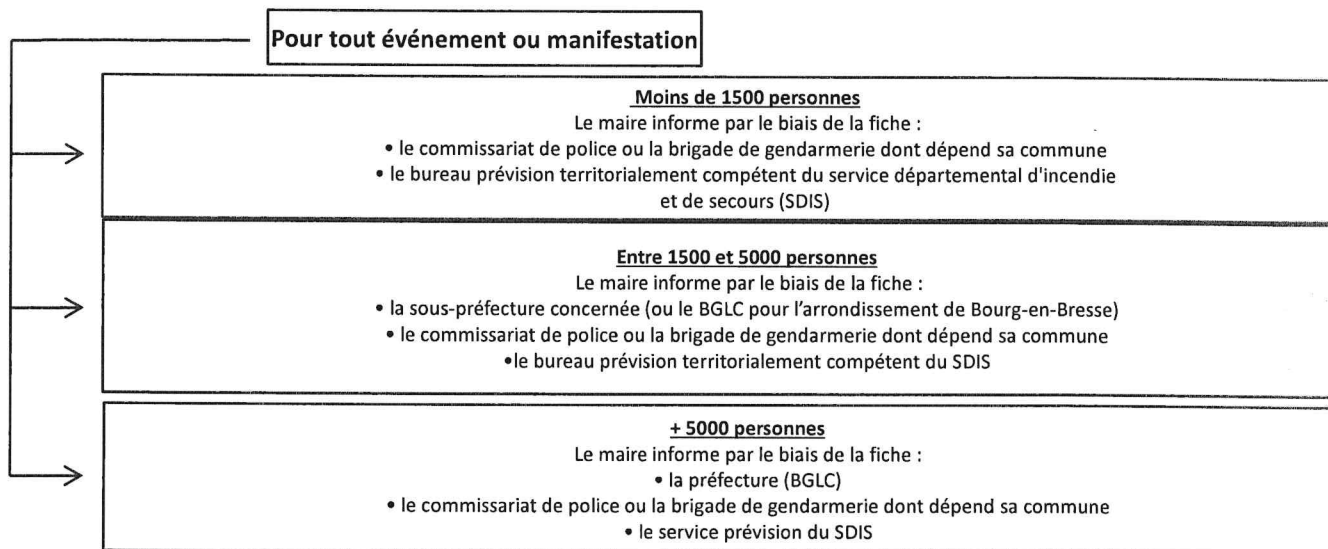 Pour tout événement ou manifestation
Moins de 1500 personnes
Le maire informe par le biais de la fiche :
• le commissariat de police ou la brigade de gendarmerie dont dépend sa commune
• le bureau prévision territorialement compétent du service départemental d'incendie
et de secours (SDIS)
Entre 1500 et 5000 personnes
Le maire informe par le biais de la fiche :
• la sous-préfecture concernée (ou le BGLC pour l'arrondissement de Bourg-en-Bresse)
• le commissariat de police ou la brigade de gendarmerie dont dépend sa commune
•le bureau prévision territorialement compétent du SDIS
+ 5000 personnes
Le maire informe par le biais de la fiche :
• la préfecture (BGLC)
• le commissariat de police ou la brigade de gendarmerie dont dépend sa commune
• le service prévision du SDIS